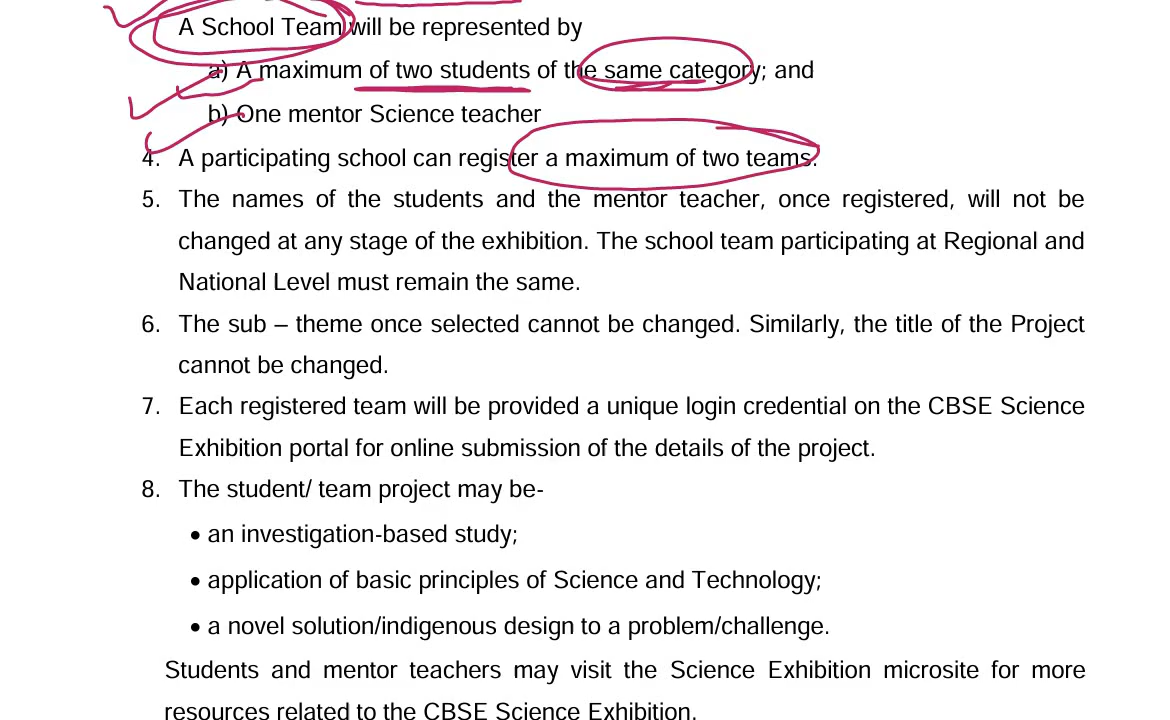 A School Team will be represented by
a) A maximum of two students of the same category; and
b) One mentor Science teacher
4. A participating school can register a maximum of two teams.
5. The names of the students and the mentor teacher, once registered, will not be
changed at any stage of the exhibition. The school team participating at Regional and
National Level must remain the same.
6. The sub – theme once selected cannot be changed. Similarly, the title of the Project
cannot be changed.
7. Each registered team will be provided a unique login credential on the CBSE Science
Exhibition portal for online submission of the details of the project.
8. The student/ team project may be-
• an investigation-based study;
• application of basic principles of Science and Technology;
• a novel solution/indigenous design to a problem/challenge.
Students and mentor teachers may visit the Science Exhibition microsite for more
resources related to the CBSE Science Exhibition.